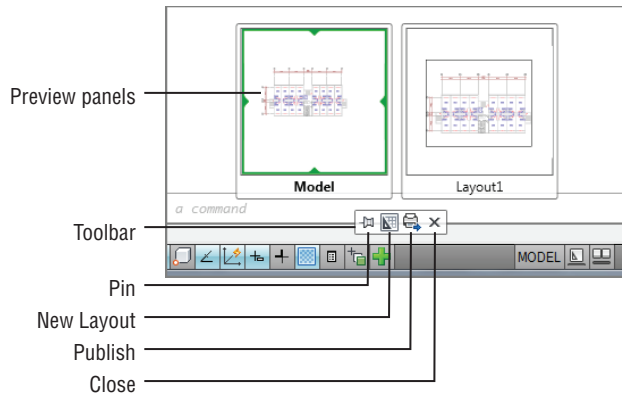 Preview panels
Model
Layout1
a command
Toolbar
MODEL
Pin
New Layout
Publish
Close